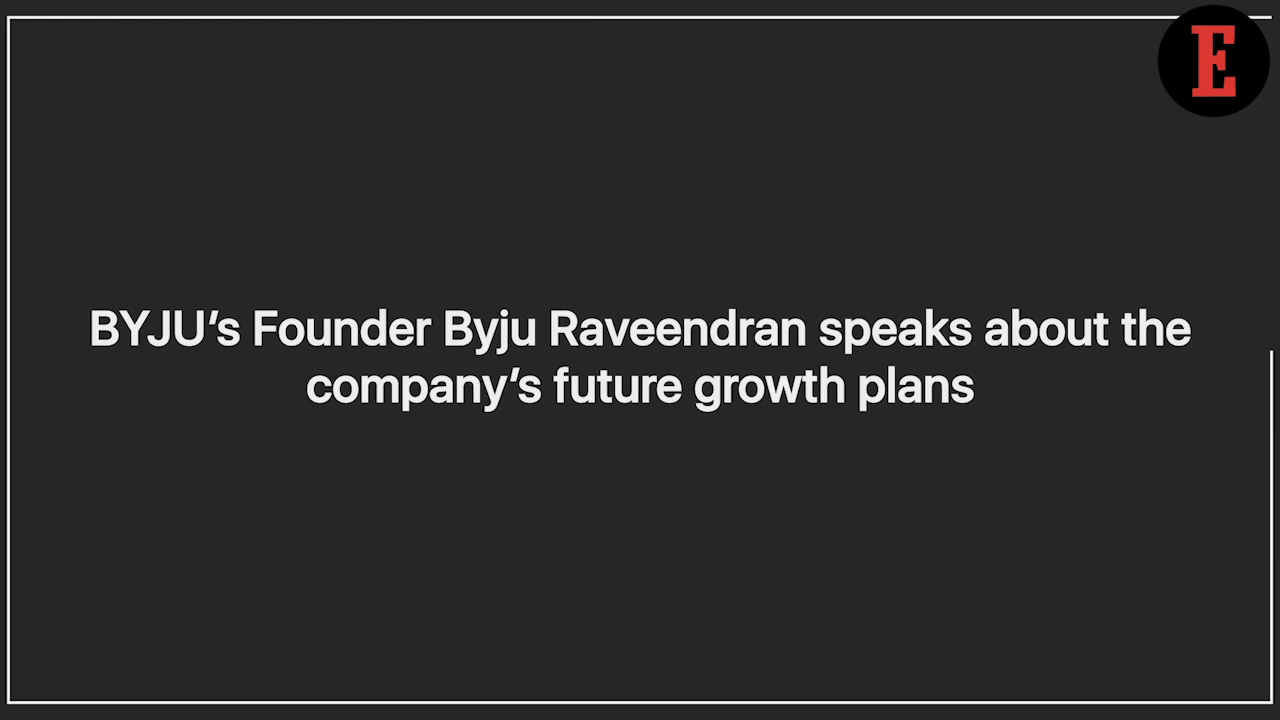 E
BYJU’s Founder Byju Raveendran speaks about the
company’s future growth plans